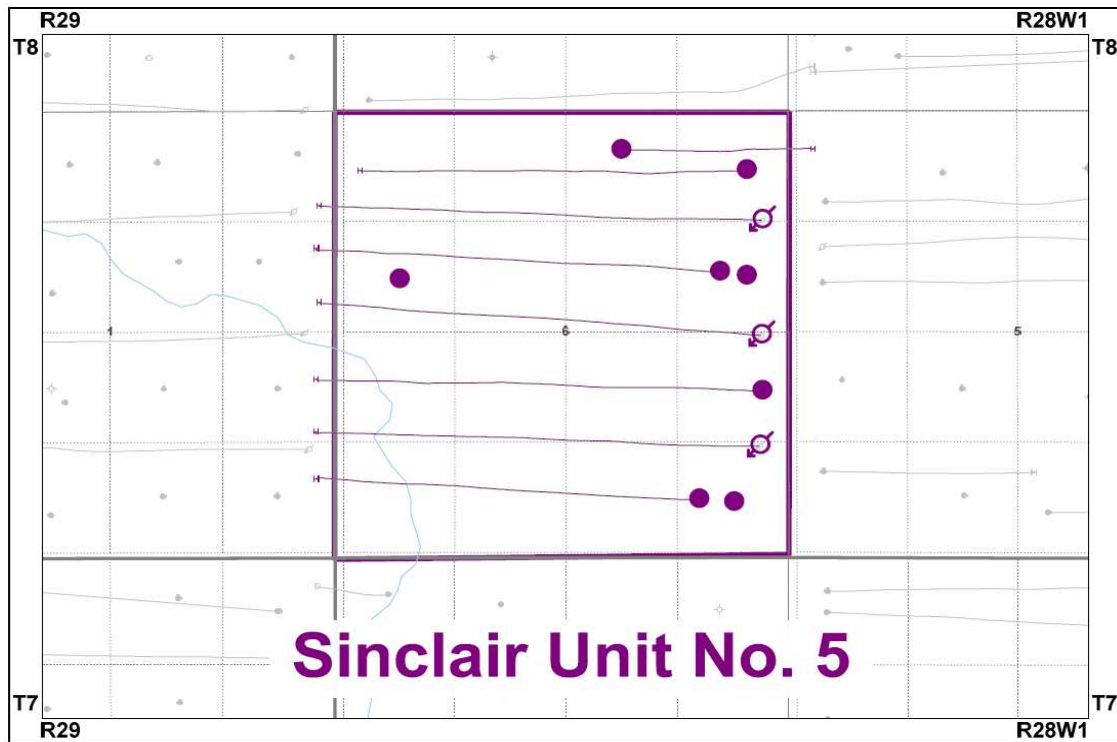 R29 R28W1
T8 T8
1 6 5
Sinclair Unit No. 5
T7 T7
R29 R28W1